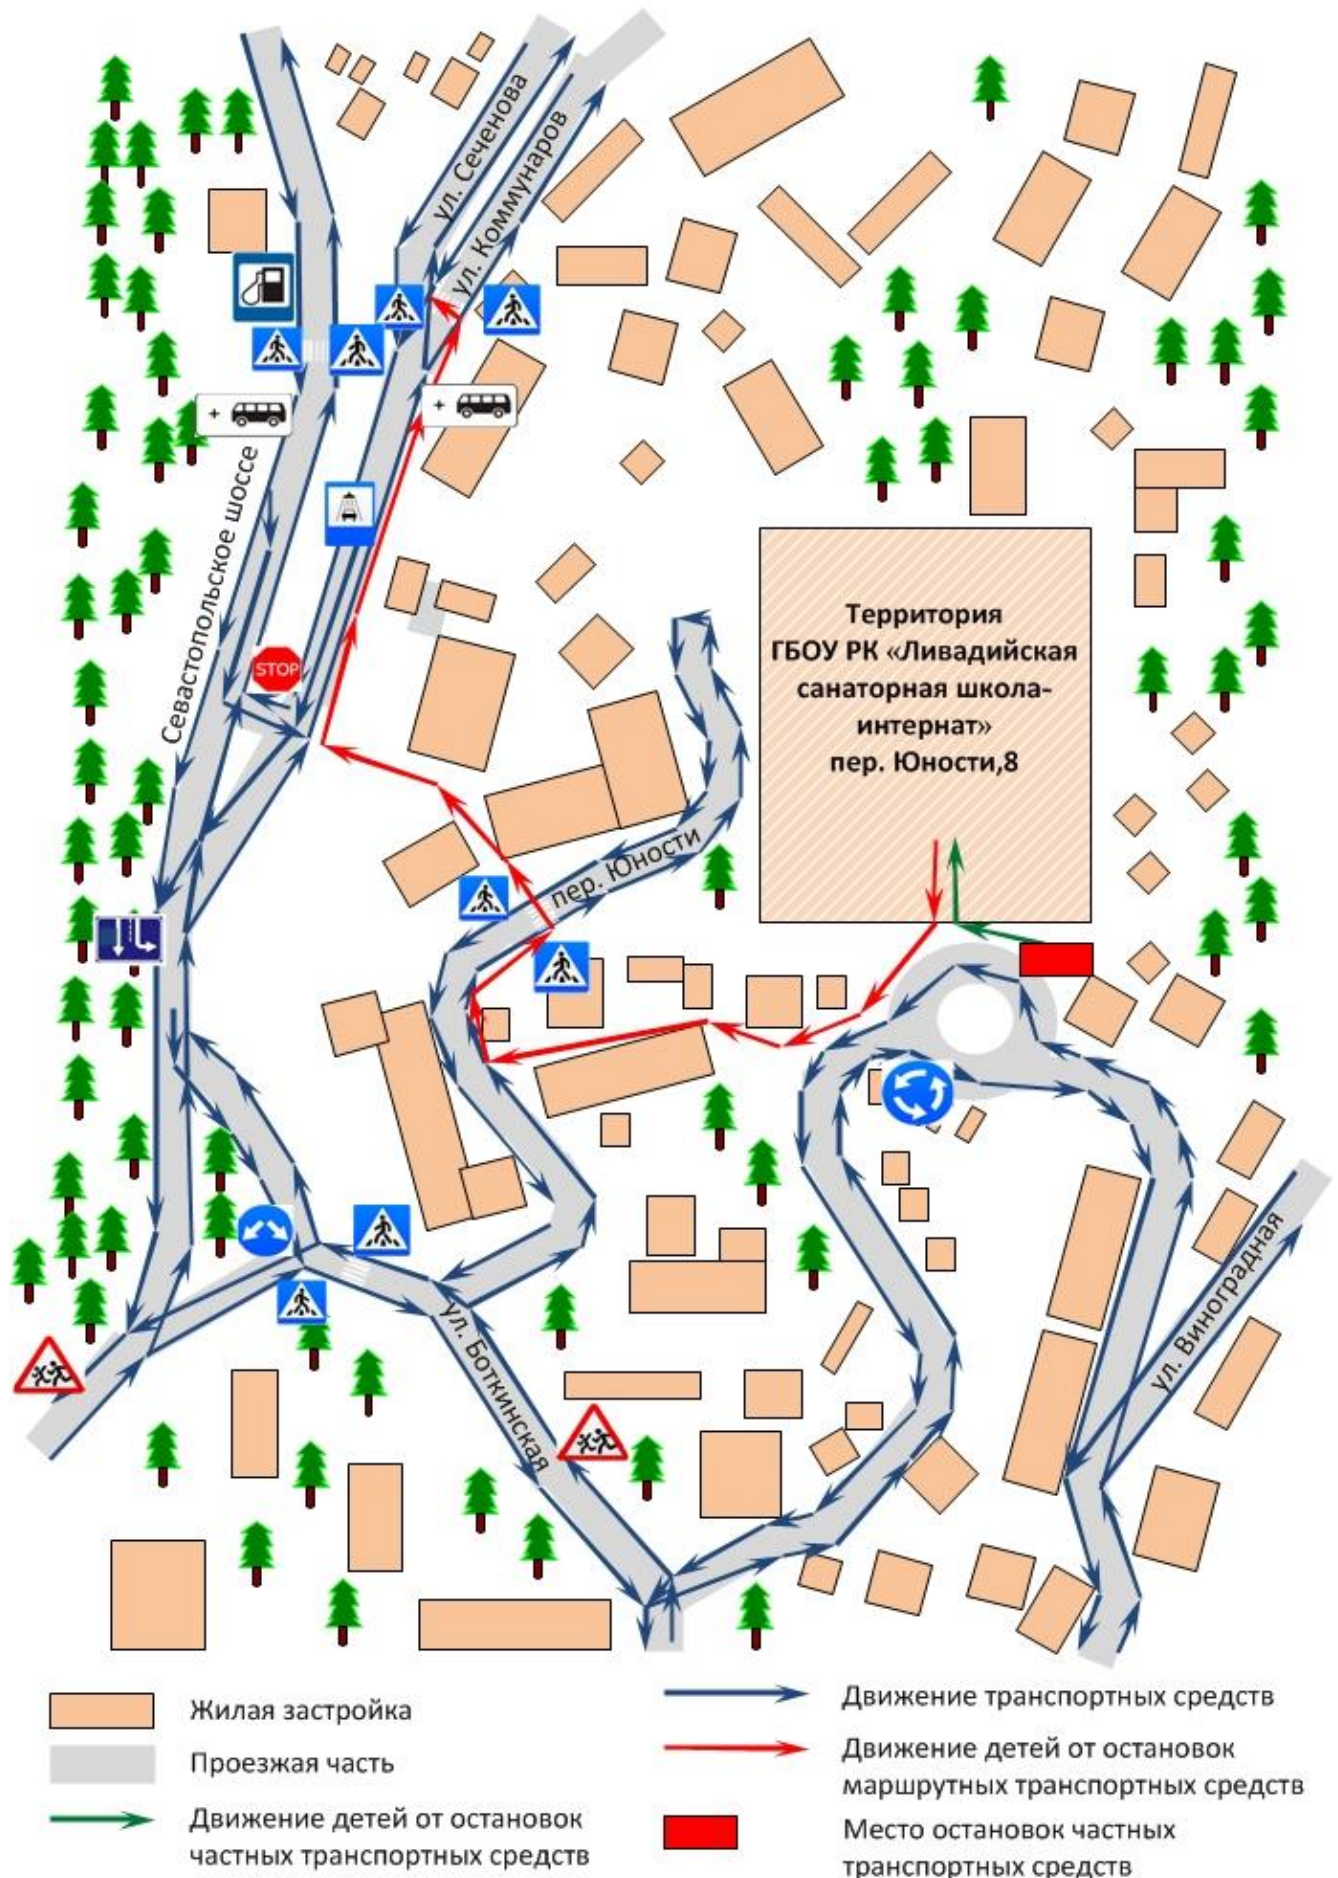 ул. Сеченова
ул. Коммунаров
+
+
Севастопольское шоссе
STOP
Территория
ГБОУ РК «Ливадийская
санаторная школа-
интернат»
пер. Юности,8
пер. Юности
ул. Боткинская
ул. Виноградная
Жилая застройка
Проезжая часть
Движение детей от остановок
частных транспортных средств
Движение транспортных средств
Движение детей от остановок
маршрутных транспортных средств
Место остановок частных
транспортных средств